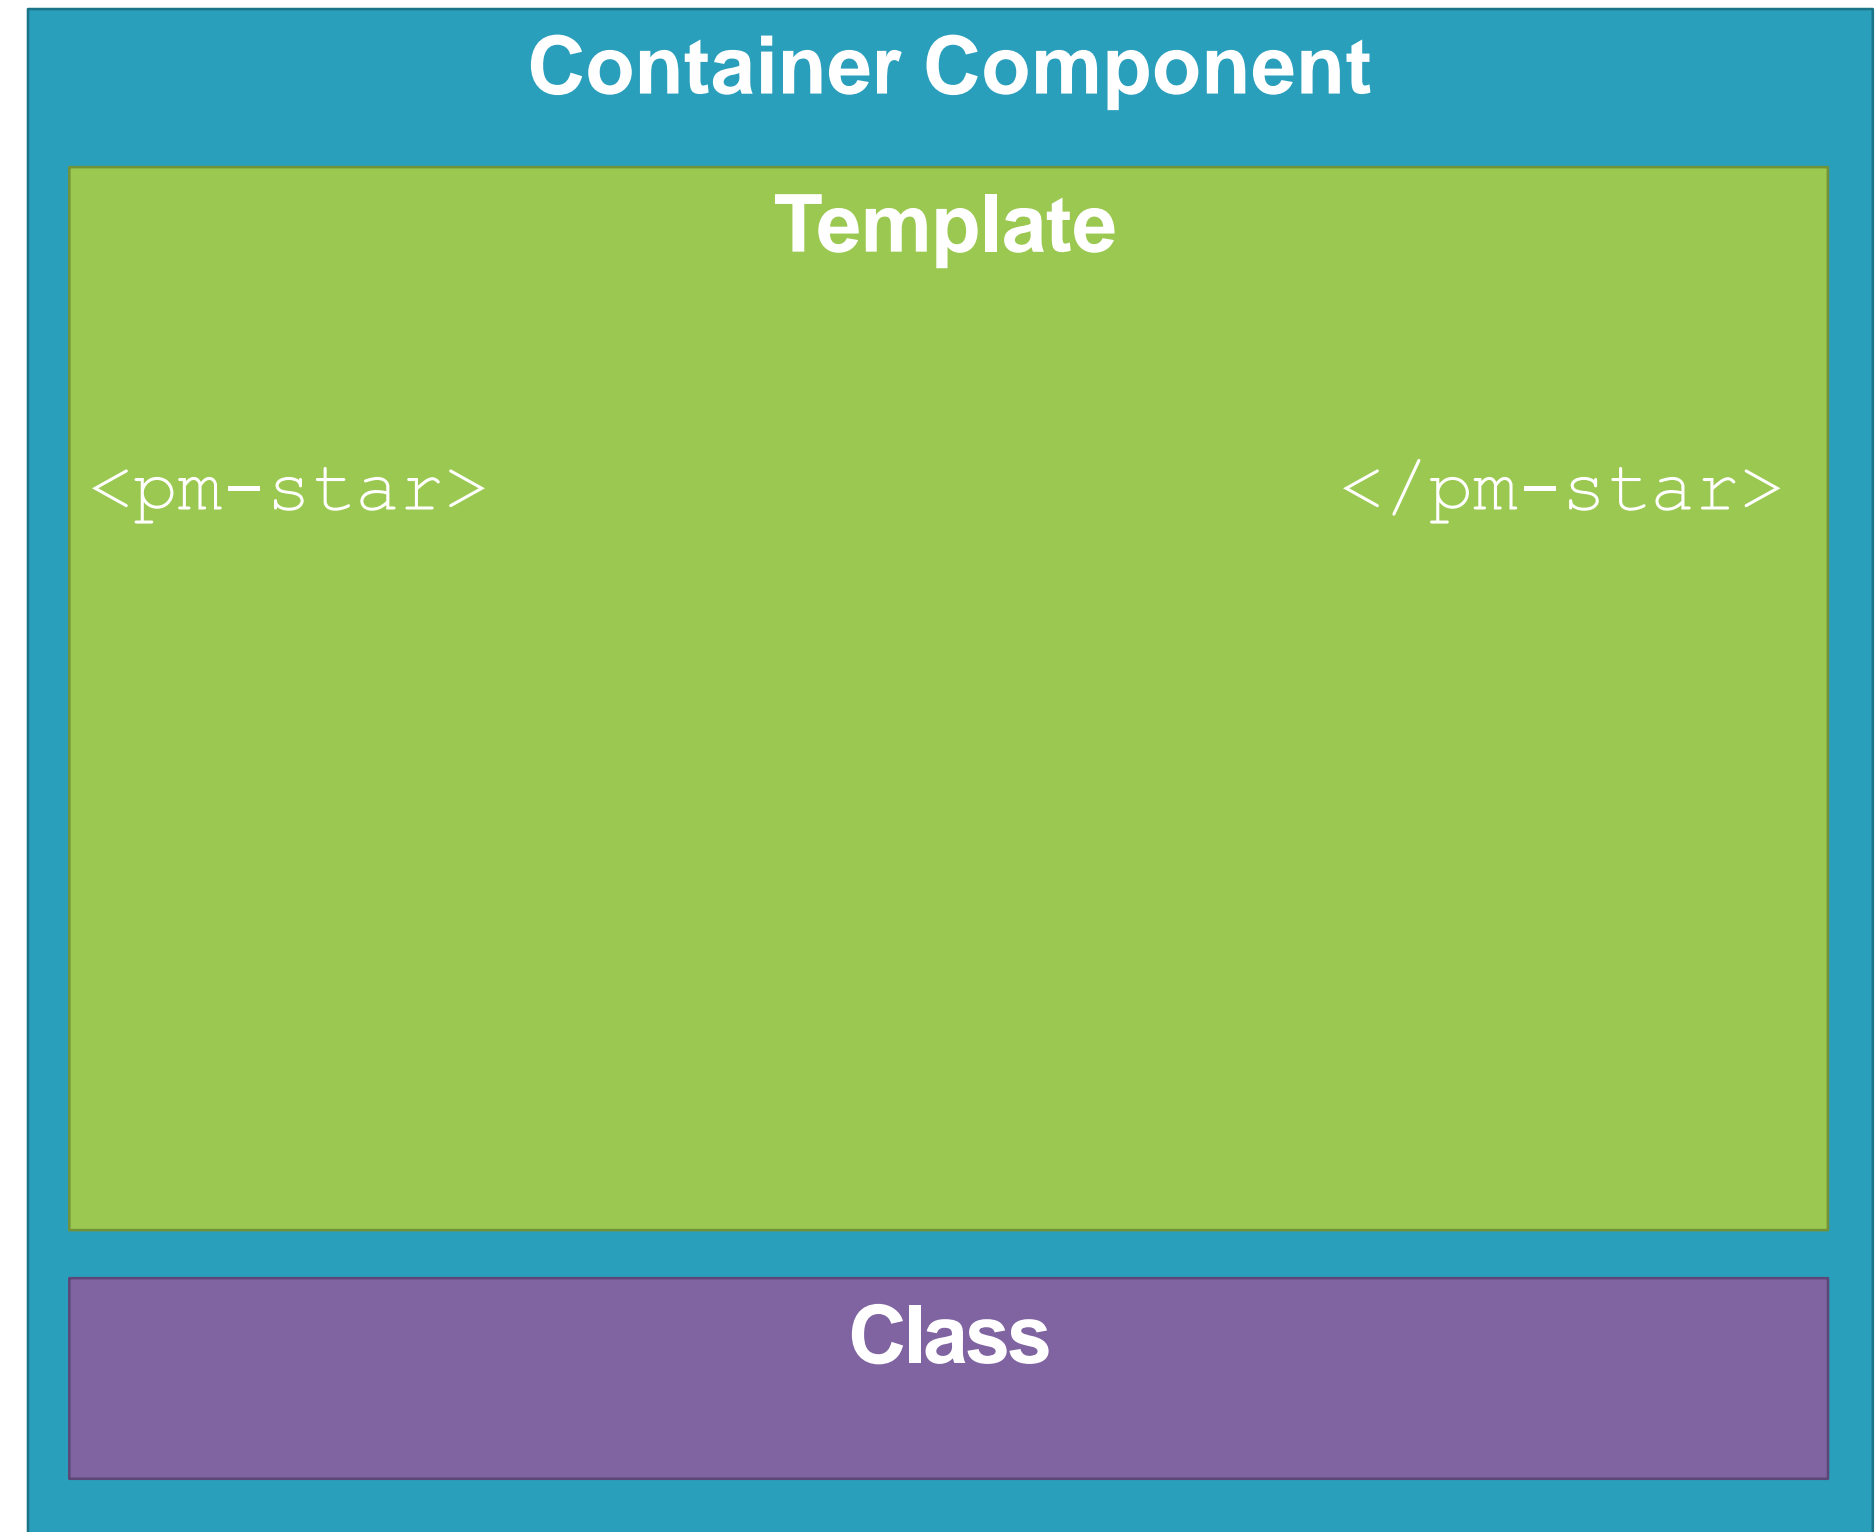 Container Component
Template
<pm-star> </pm-star>
Class